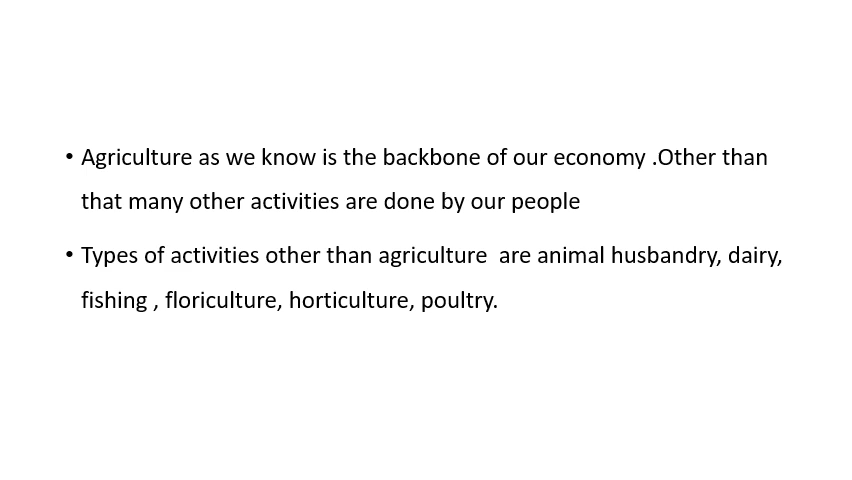 • Agriculture as we know is the backbone of our economy .Other than
that many other activities are done by our people
• Types of activities other than agriculture  are animal husbandry, dairy,
fishing , floriculture, horticulture, poultry.